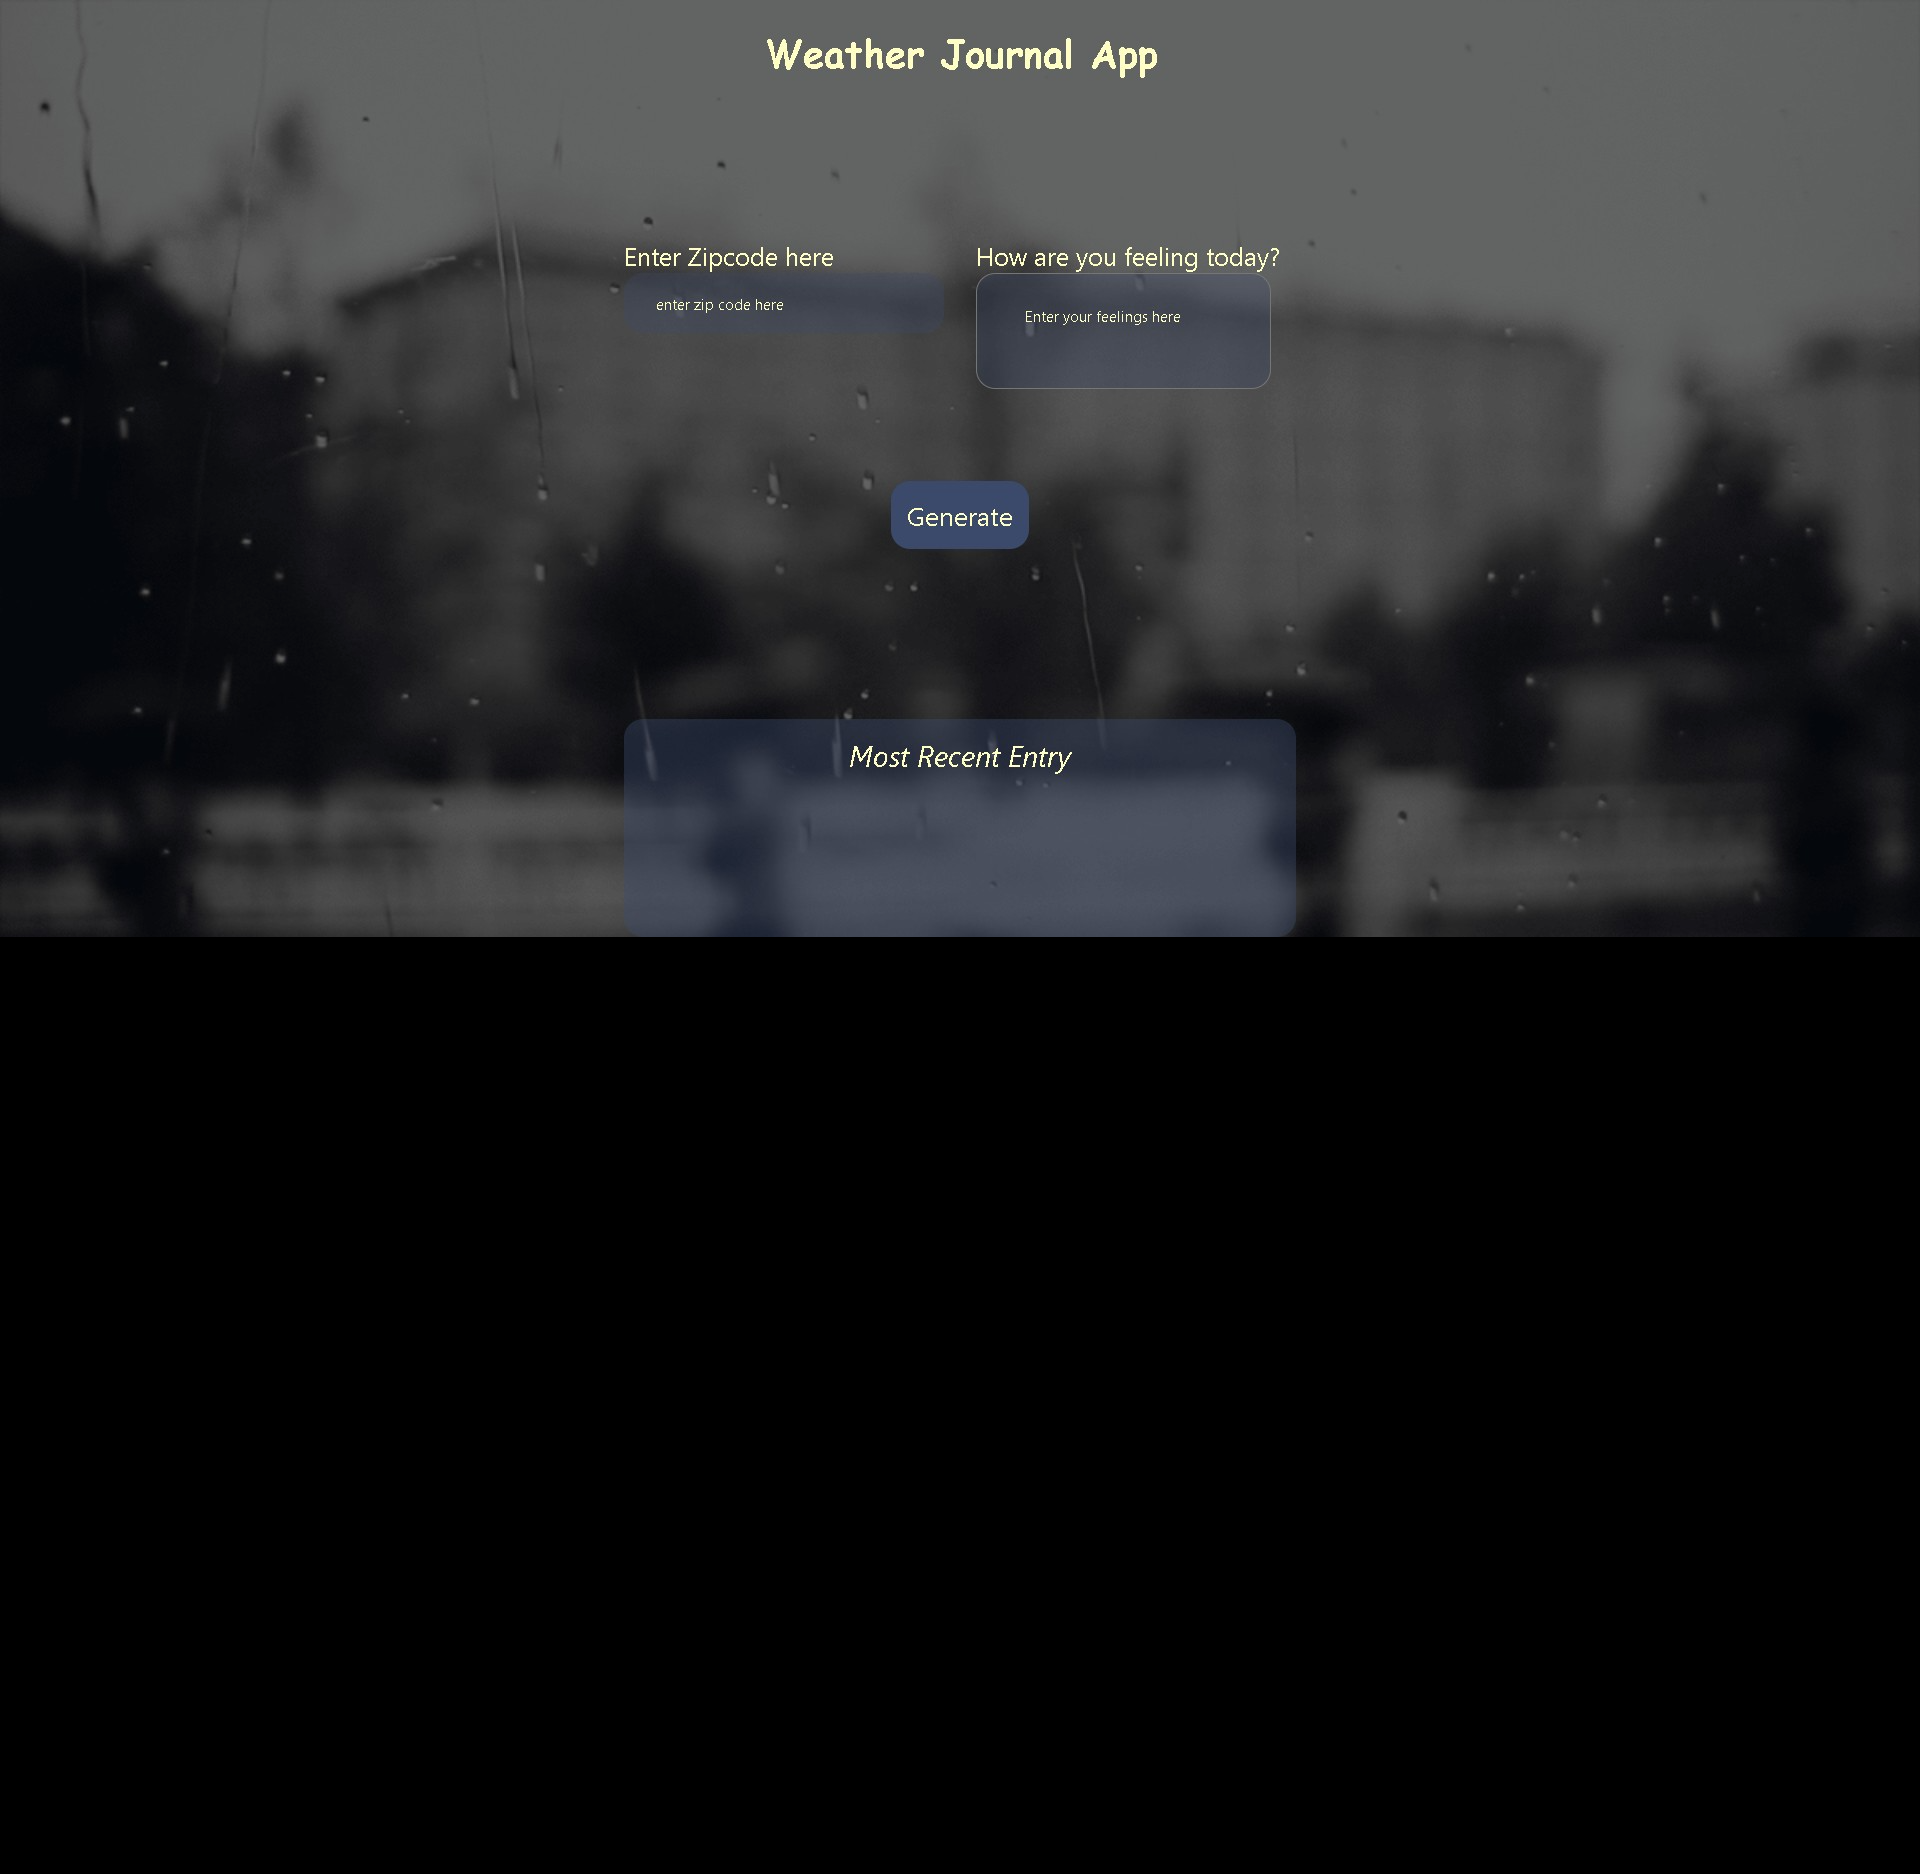 Weather Journal App
Enter Zipcode here
enter zip code here
How are you feeling today?
Enter your feelings here
Generate
Most Recent Entry